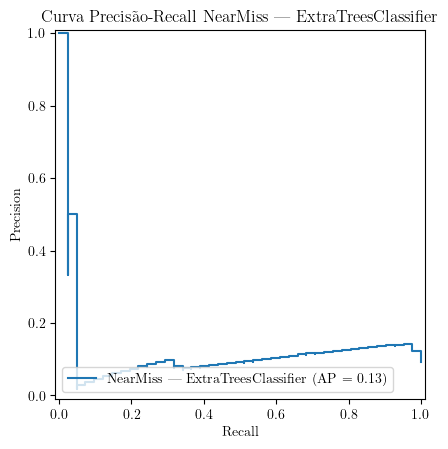 Curva Precisão-Recall NearMiss — ExtraTreesClassifier
1.0
0.8
0.6
0.4
0.2
0.0
Precision
NearMiss — ExtraTreesClassifier (AP = 0.13)
0.0 0.2 0.4 0.6 0.8 1.0
Recall